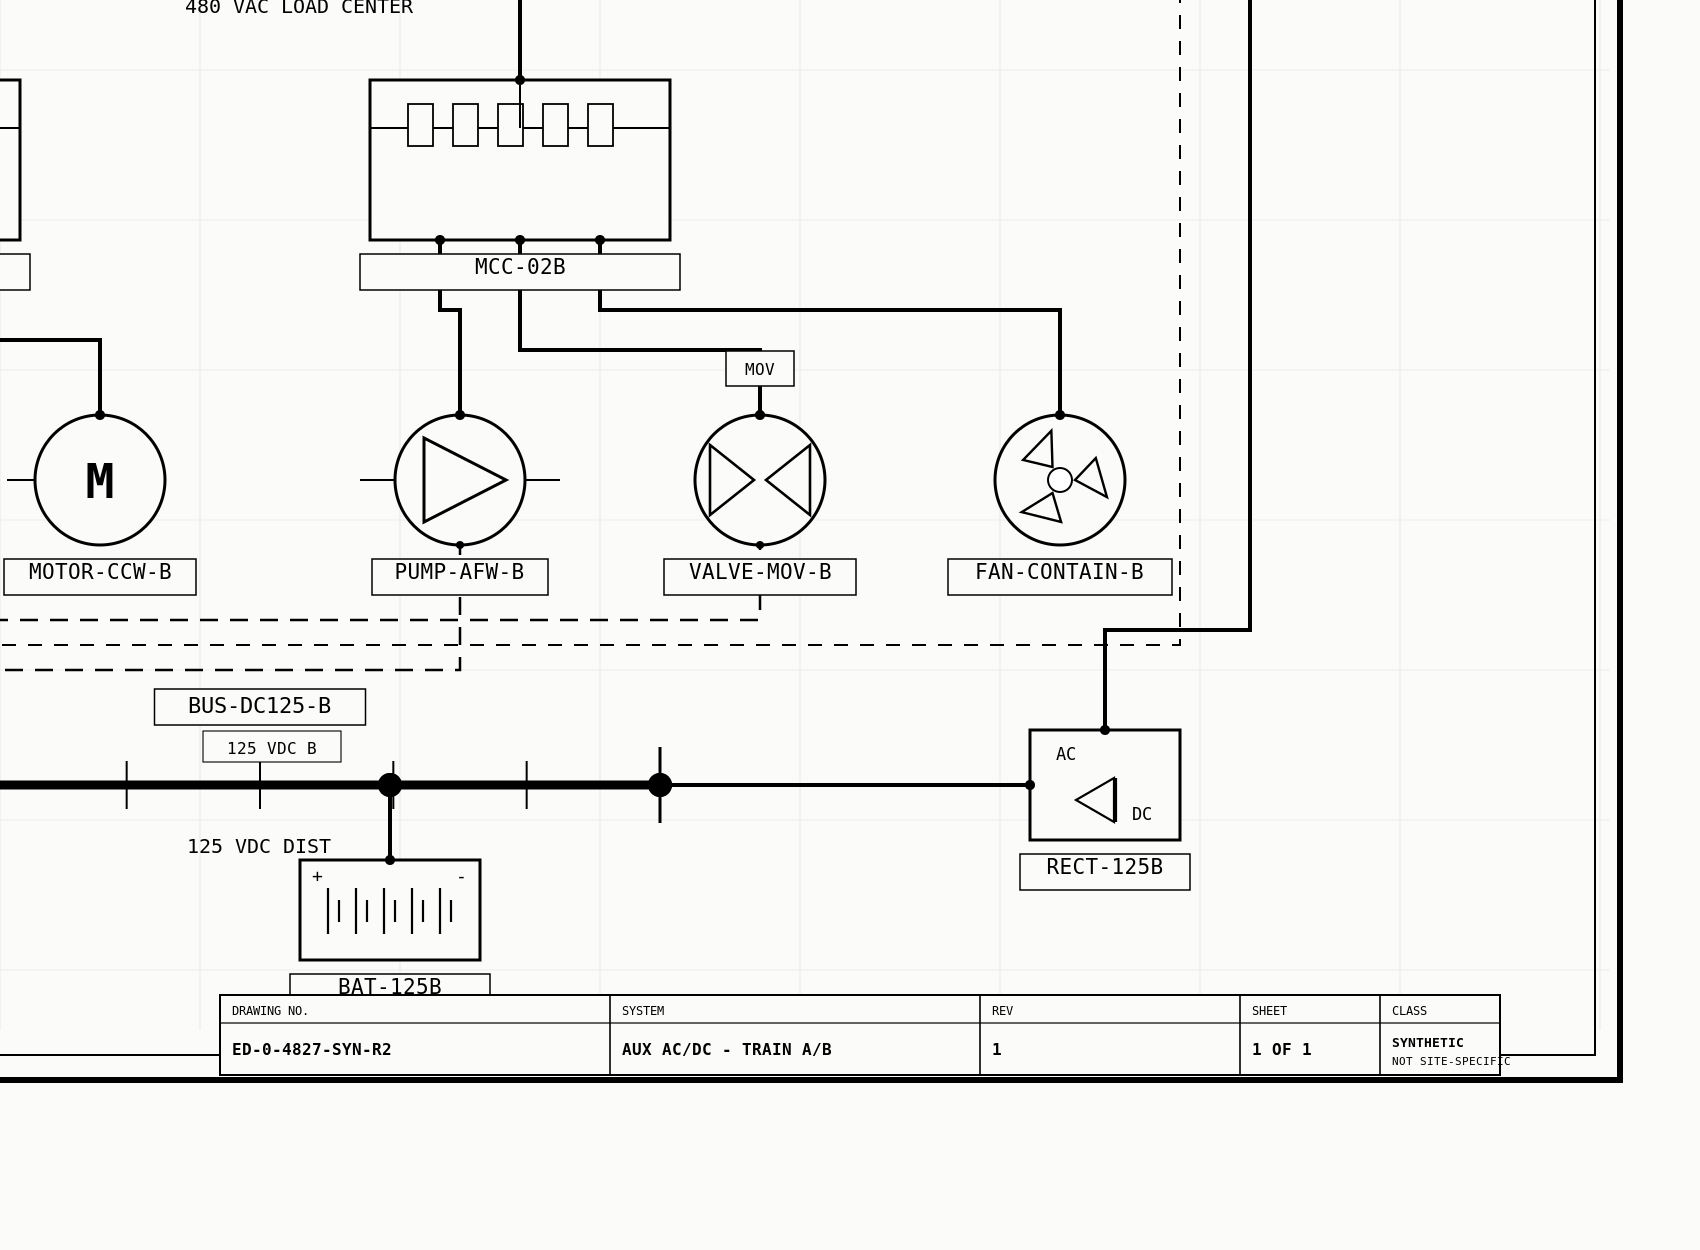 480 VAC LOAD CENTER
MCC-02B
MOV
M
MOTOR-CCW-B
PUMP-AFW-B
VALVE-MOV-B
FAN-CONTAIN-B
BUS-DC125-B
125 VDC B
AC
DC
125 VDC DIST
+ -
RECT-125B
BAT-125B
DRAWING NO. SYSTEM REV SHEET CLASS
ED-0-4827-SYN-R2 AUX AC/DC - TRAIN A/B 1 1 OF 1 SYNTHETIC
NOT SITE-SPECIFIC